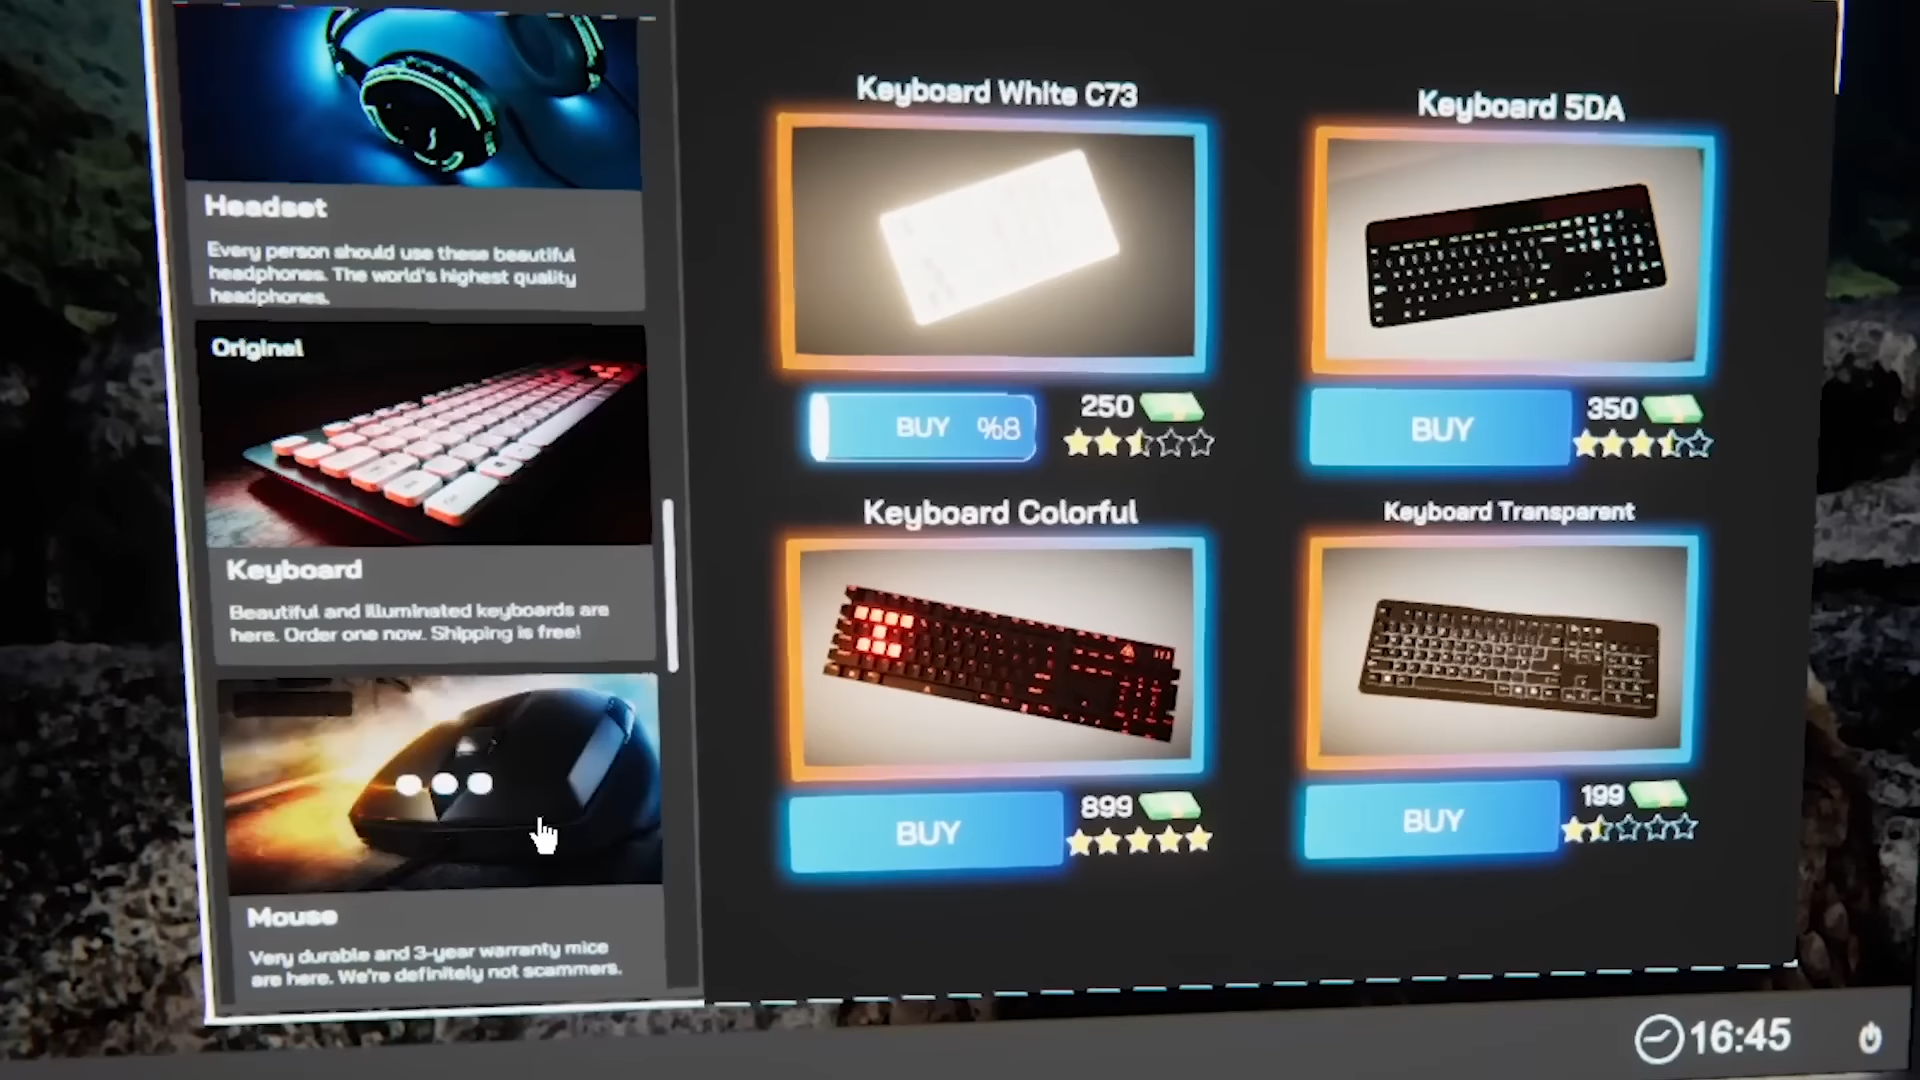 Headset
Every person should use these beautiful
headphones. The world's highest quality
headphones.
Original
Keyboard
Beautiful and illuminated keyboards are
here. Order one now. Shipping is free!
Mouse
Very durable and 3-year warranty mice
are here. We're definitely not scammers.
Keyboard White C73
BUY %8
250
Keyboard 5DA
BUY
350
Keyboard Colorful
BUY
899
Keyboard Transparent
BUY
199
16:45